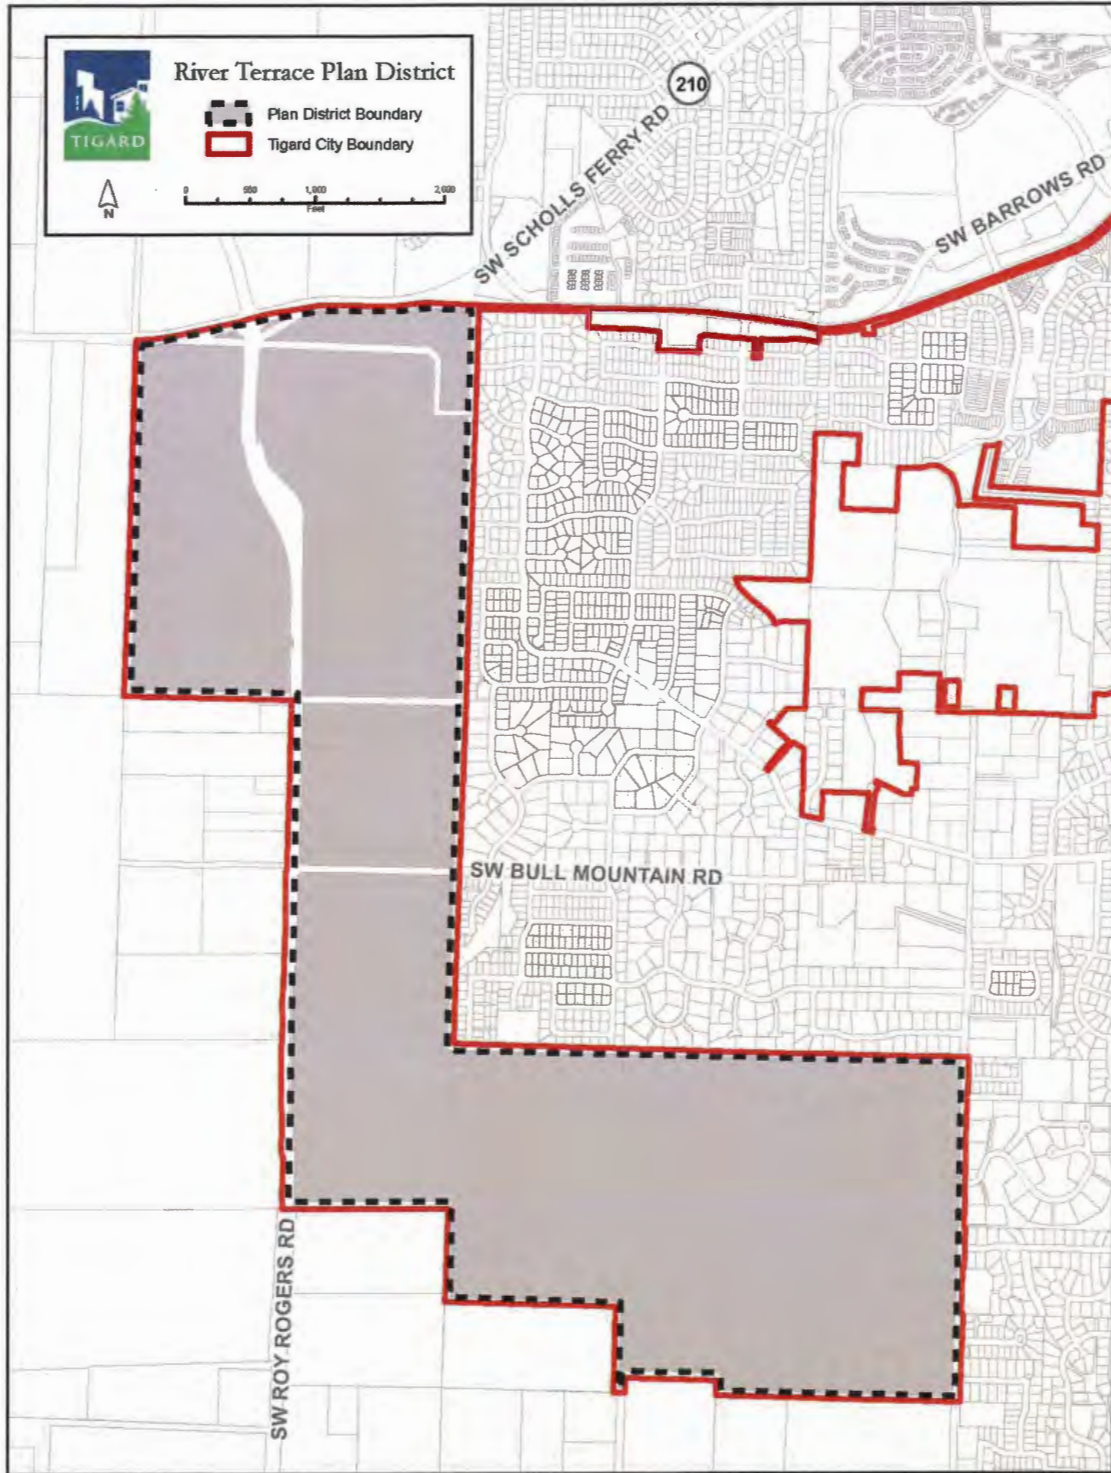 River Terrace Plan District
Plan District Boundary
Tigard City Boundary
TIGARD
N
0 500 1,000 2,000
Feet
210
SW SCHOLLS FERRY RD
SW BARROWS RD
SW BULL MOUNTAIN RD
SW ROY ROGERS RD